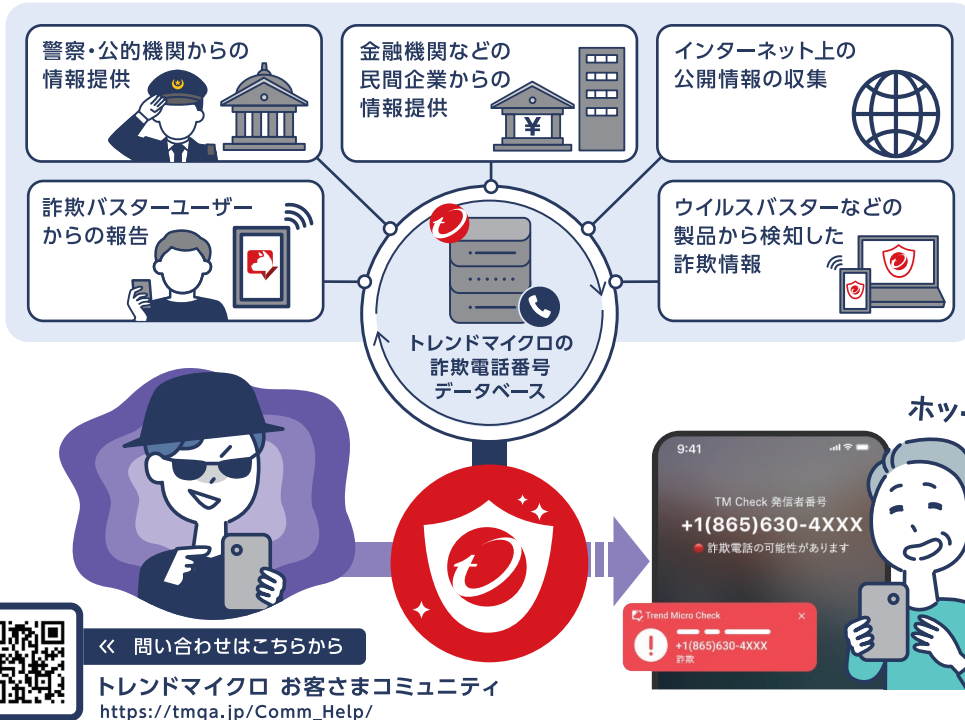 警察・公的機関からの
情報提供
金融機関などの
民間企業からの
情報提供
¥
インターネット上の
公開情報の収集
詐欺バスターユーザー
からの報告
ウイルスバスターなどの
製品から検知した
詐欺情報
トレンドマイクロの
詐欺電話番号
データベース
ホッ
9:41
TM Check 発信者番号
+1(865)630-4XXX
詐欺電話の可能性があります
Trend Micro Check
×
+1(865)630-4XXX
詐欺
« 問い合わせはこちらから
トレンドマイクロ お客さまコミュニティ
https://tmqa.jp/Comm_Help/